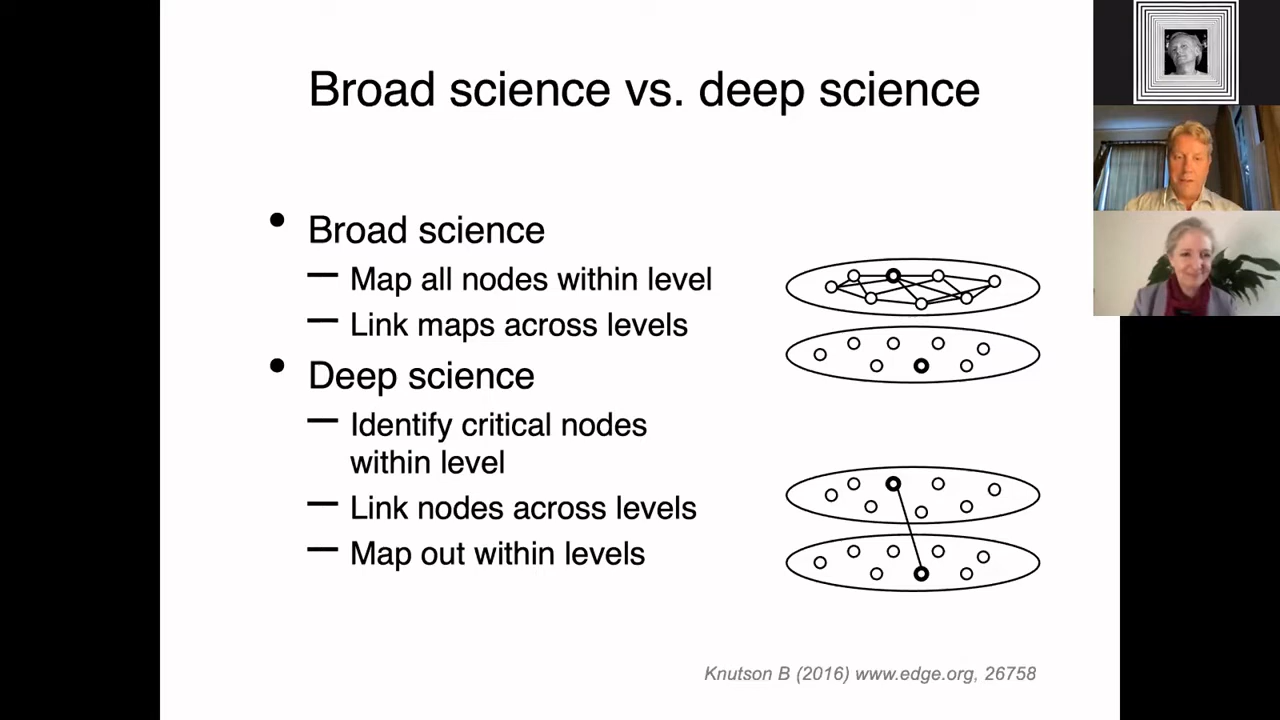 Broad science vs. deep science
• Broad science
— Map all nodes within level
— Link maps across levels
• Deep science
— Identify critical nodes
within level
— Link nodes across levels
— Map out within levels
Knutson B (2016) www.edge.org, 26758